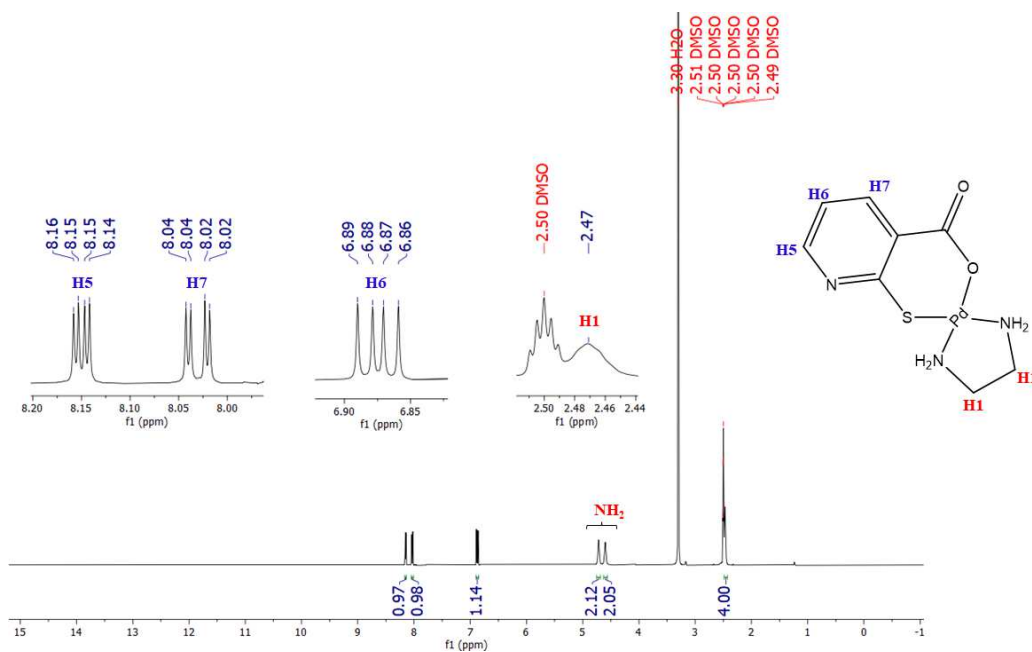 3.30 H2O
2.51 DMSO
2.50 DMSO
2.50 DMSO
2.50 DMSO
2.49 DMSO
8.16
8.15
8.15
8.14
H5
8.04
8.04
8.02
8.02
H7
6.89
6.88
6.87
6.86
H6
2.50 DMSO
2.47
H1
8.20 8.15 8.10 8.05 8.00
f1 (ppm)
6.90 6.85
f1 (ppm)
2.50 2.48 2.46 2.44
f1 (ppm)
H6
H7
O
H5
N
S
O
Pd
NH2
H2N
H1
H1
NH2
0.97
0.98
1.14
2.12
2.05
4.00
15 14 13 12 11 10 9 8 7 6 5 4 3 2 1 0 -1
f1 (ppm)